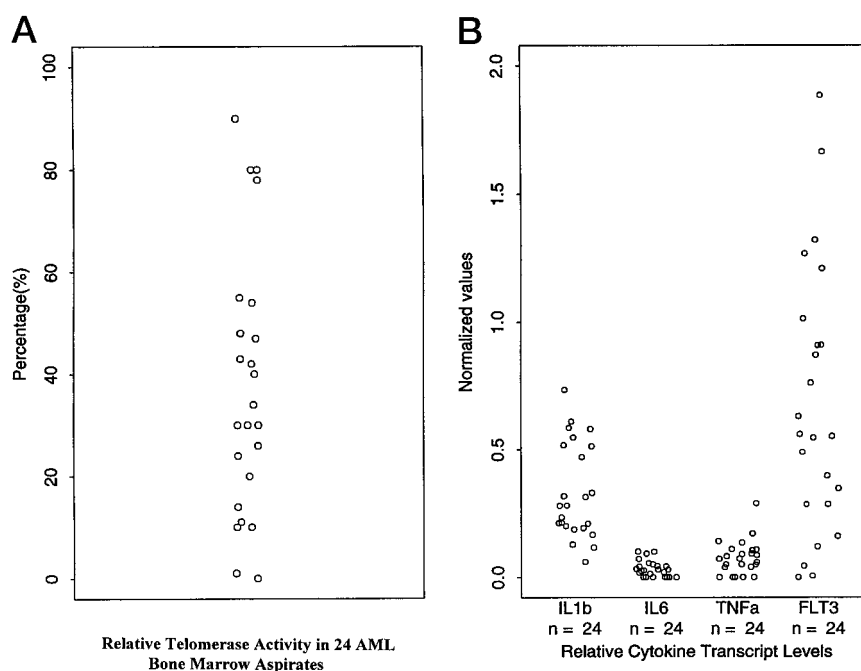 A
Percentage(%)
100
80
60
40
20
0
Relative Telomerase Activity in 24 AML
Bone Marrow Aspirates
B
Normalized values
2.0
1.5
1.0
0.5
0.0
IL1b IL6 TNFa FLT3
n = 24 n = 24 n = 24 n = 24
Relative Cytokine Transcript Levels